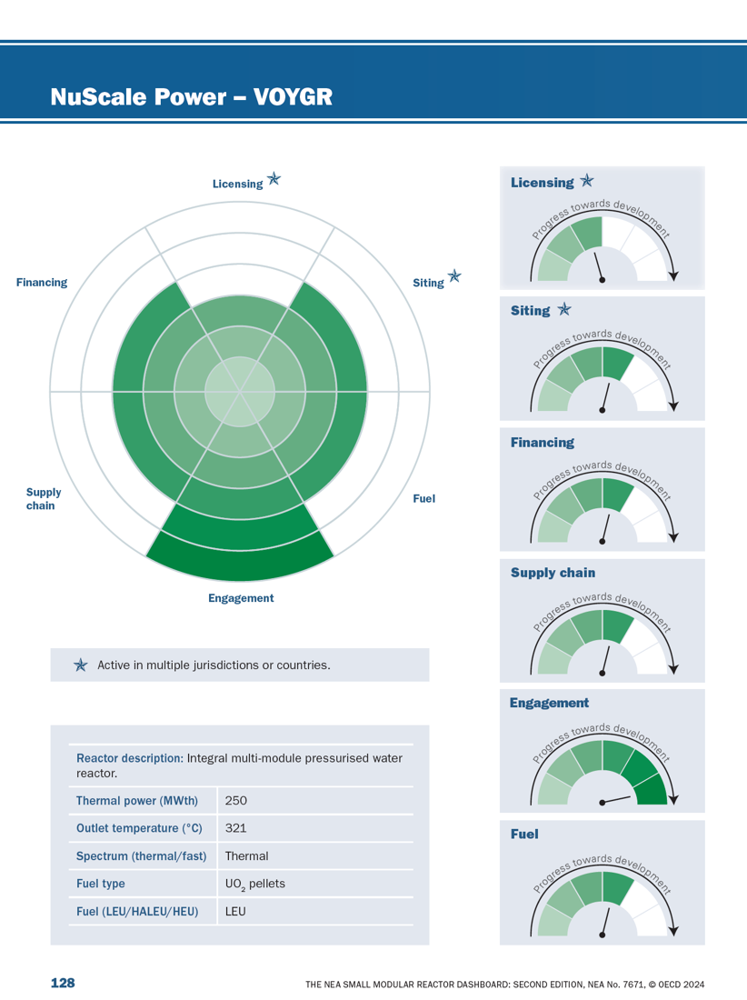 NuScale Power – VOYGR
Licensing
Financing
Siting
Supply
chain
Fuel
Engagement
Active in multiple jurisdictions or countries.
Reactor description: Integral multi-module pressurised water
reactor.
Thermal power (MWth) 250
Outlet temperature (°C) 321
Spectrum (thermal/fast) Thermal
Fuel type UO2 pellets
Fuel (LEU/HALEU/HEU) LEU
Licensing
Progress towards development
Siting
Progress towards development
Financing
Progress towards development
Supply chain
Progress towards development
Engagement
Progress towards development
Fuel
Progress towards development
128
THE NEA SMALL MODULAR REACTOR DASHBOARD: SECOND EDITION, NEA No. 7671, © OECD 2024